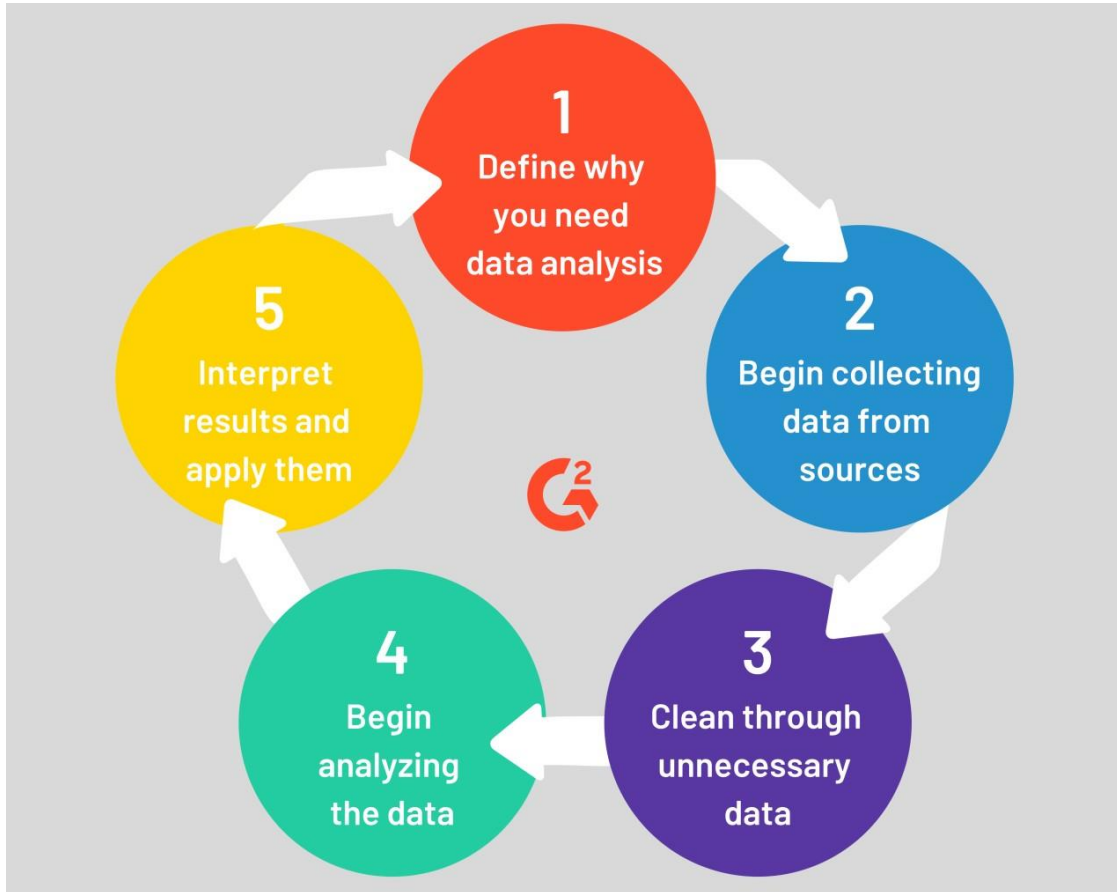 1
Define why
you need
data analysis
2
Begin collecting
data from
sources
3
Clean through
unnecessary
data
4
Begin
analyzing
the data
5
Interpret
results and
apply them
G2